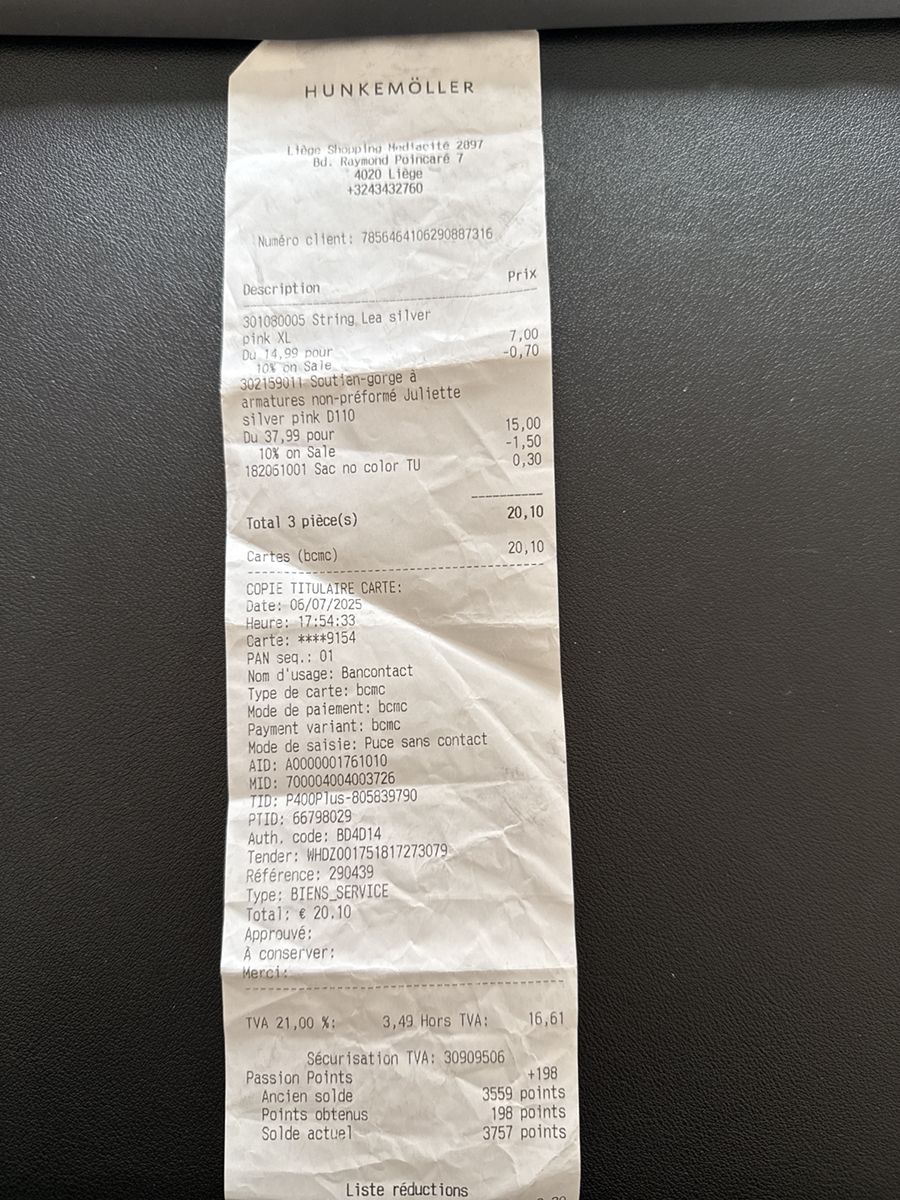 HUNKEMÖLLER
Liège Shopping Médiacité 2897
Bd. Raymond Poincaré 7
4020 Liège
+3243432760
Numéro client: 7856464106290887316
Description Prix
301080005 String Lea silver
pink XL 7,00
Du 14,99 pour -0,70
10% on Sale
302159011 Soutien-gorge à
armatures non-préformé Juliette
silver pink D110 15,00
Du 37,99 pour -1,50
10% on Sale
182061001 Sac no color TU 0,30
Total 3 pièce(s) 20,10
Cartes (bcmc) 20,10
COPIE TITULAIRE CARTE:
Date: 06/07/2025
Heure: 17:54:33
Carte: ****9154
PAN seq.: 01
Nom d'usage: Bancontact
Type de carte: bcmc
Mode de paiement: bcmc
Payment variant: bcmc
Mode de saisie: Puce sans contact
AID: A0000001761010
MID: 700004004003726
TID: P400Plus-805839790
PTID: 66798029
Auth. code: BD4D14
Tender: WHDZ001751817273079
Référence: 290439
Type: BIENS_SERVICE
Total: € 20.10
Approuvé:
À conserver:
Merci:
TVA 21,00 %: 3,49 Hors TVA: 16,61
Sécurisation TVA: 30909506
Passion Points +198
Ancien solde 3559 points
Points obtenus 198 points
Solde actuel 3757 points
Liste réductions